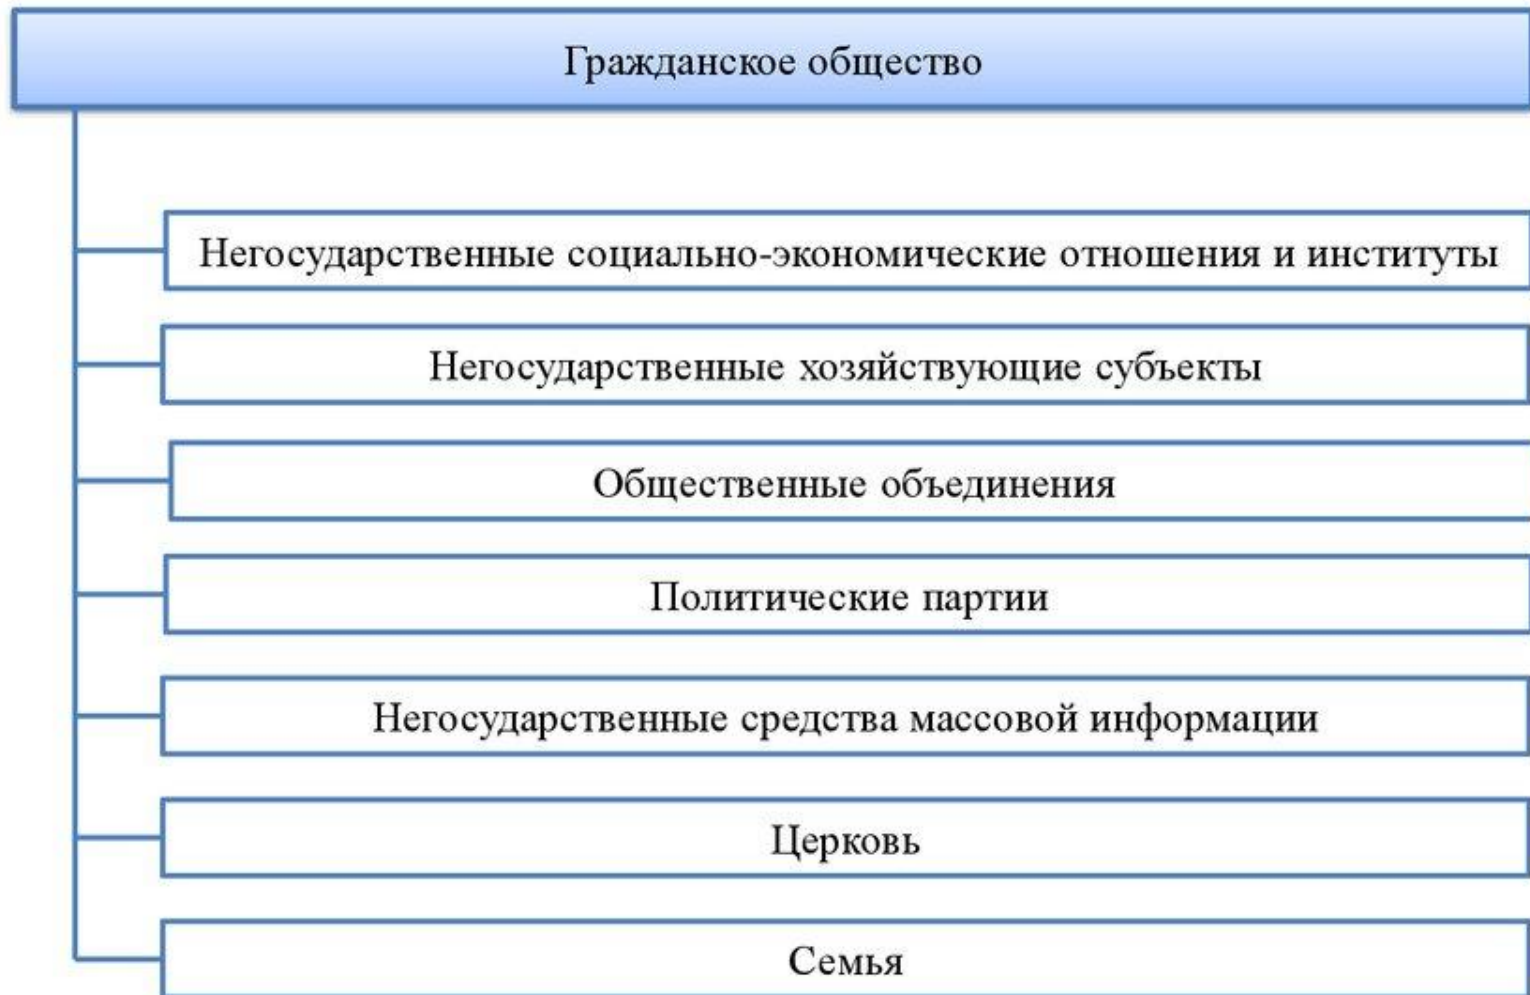 Гражданское общество
Негосударственные социально-экономические отношения и институты
Негосударственные хозяйствующие субъекты
Общественные объединения
Политические партии
Негосударственные средства массовой информации
Церковь
Семья